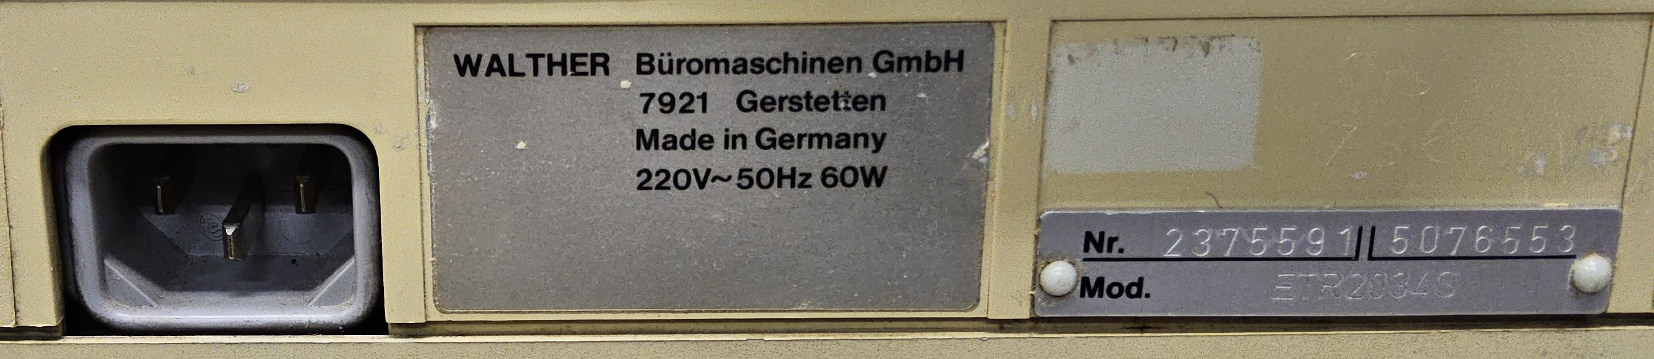 WALTHER Büromaschinen GmbH
7921 Gerstetten
Made in Germany
220V~50Hz 60W
Nr. 2375591 5076553
Mod. ETR2034S